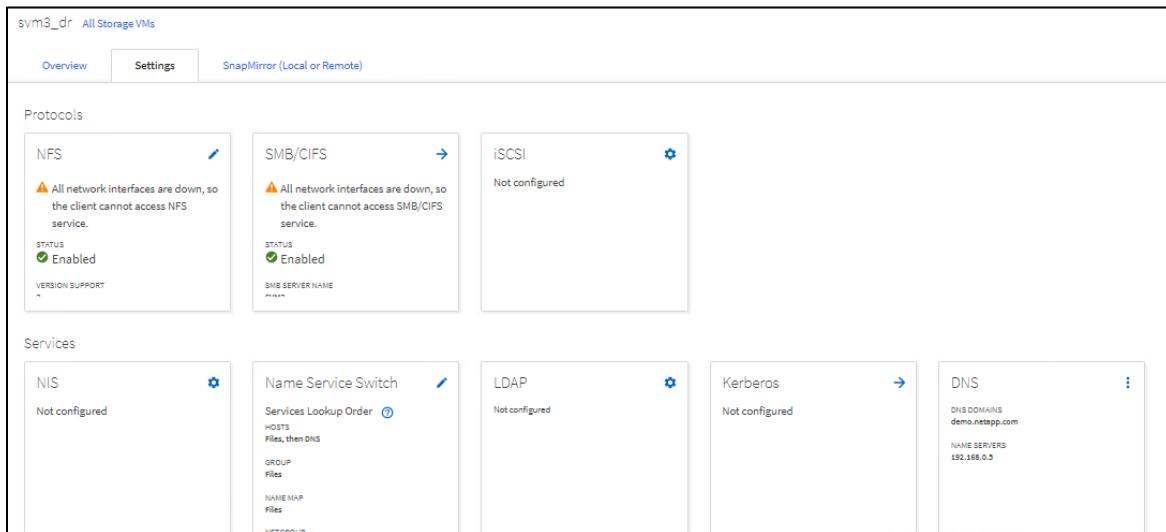 svm3_dr All Storage VMs
Overview Settings SnapMirror (Local or Remote)
Protocols
NFS
All network interfaces are down, so
the client cannot access NFS
service.
STATUS
Enabled
VERSION SUPPORT
SMB/CIFS
All network interfaces are down, so
the client cannot access SMB/CIFS
service.
STATUS
Enabled
SMB SERVER NAME
iSCSI
Not configured
Services
NIS
Not configured
Name Service Switch
Services Lookup Order ?
HOSTS
Files, then DNS
GROUP
Files
NAME MAP
Files
NETGROUP
LDAP
Not configured
Kerberos
Not configured
DNS
DNS DOMAINS
demo.netapp.com
NAME SERVERS
192.168.0.5